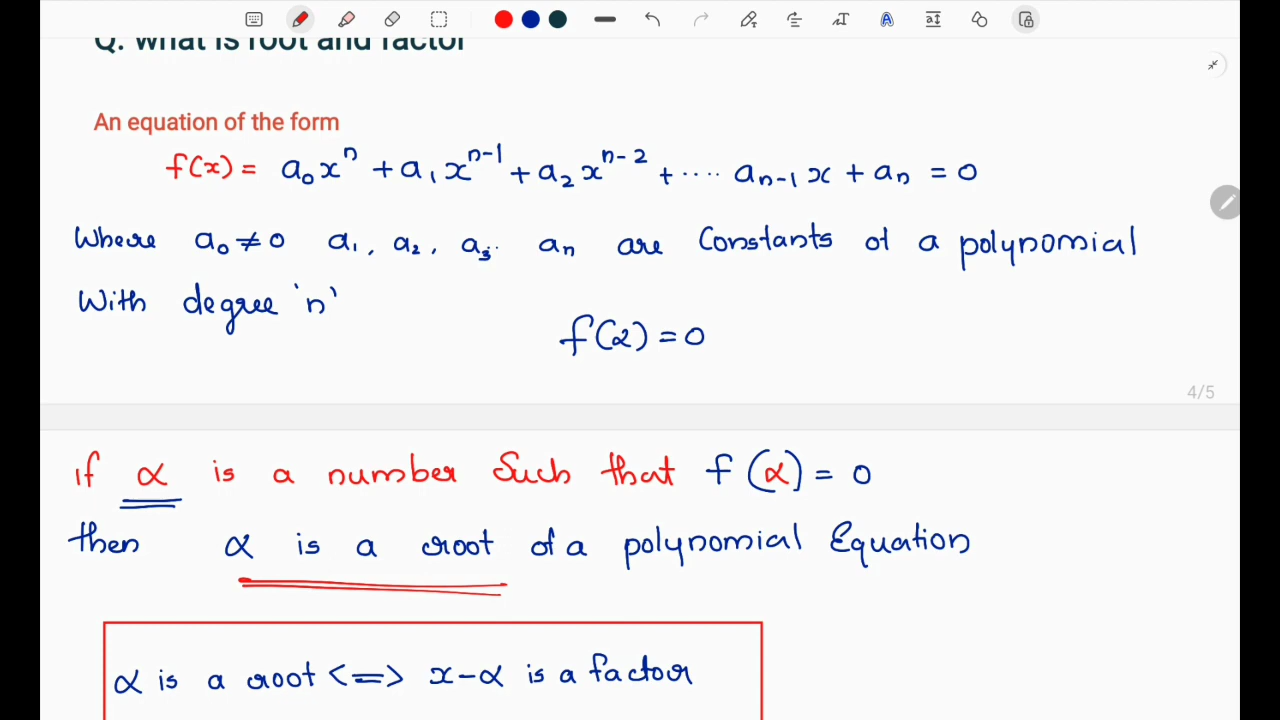 Q. What is root and factor
An equation of the form
f(x) = a₀xⁿ + a₁xⁿ⁻¹ + a₂xⁿ⁻² + ···· aₙ₋₁x + aₙ = 0
Where a₀ ≠ 0 a₁, a₂, a₃.. aₙ are Constants of a polynomial
With degree 'n'
f(α) = 0
4/5
if α is a number Such that f(α) = 0
then α is a root of a polynomial Equation
α is a root <=> x-α is a factor